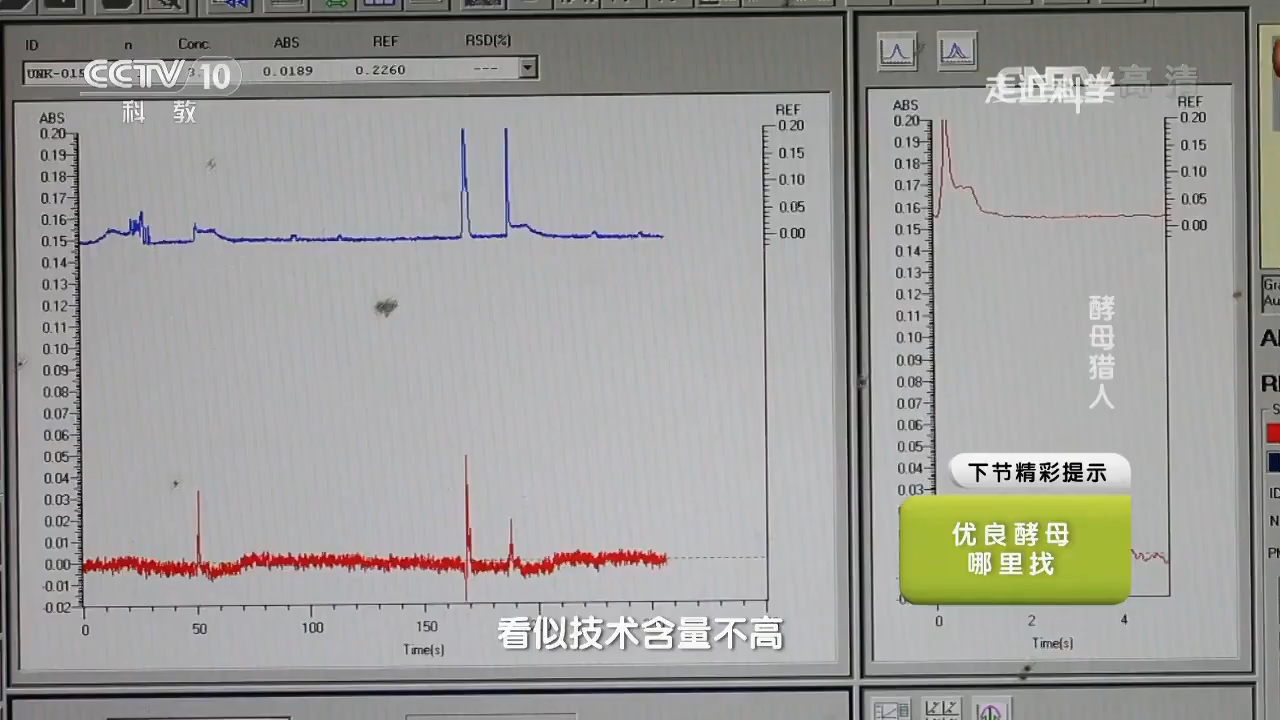 ID n Conc. ABS REF RSD(%)
UNK-015 0.0189 0.2260 ---
CCTV 10
科教
走近科学
高清
ABS
REF
0.20
0.19
0.18
0.17
0.16
0.15
0.14
0.13
0.12
0.11
0.10
0.09
0.08
0.07
0.06
0.05
0.04
0.03
0.02
0.01
0.00
-0.01
-0.02
0.20
0.15
0.10
0.05
0.00
0 50 100 150
Time(s)
ABS
REF
0.20
0.19
0.18
0.17
0.16
0.15
0.14
0.13
0.12
0.11
0.10
0.09
0.08
0.07
0.06
0.05
0.04
0.03
0.20
0.15
0.10
0.05
0.00
0 2 4
Time(s)
酵母猎人
下节精彩提示
优良酵母
哪里找
看似技术含量不高